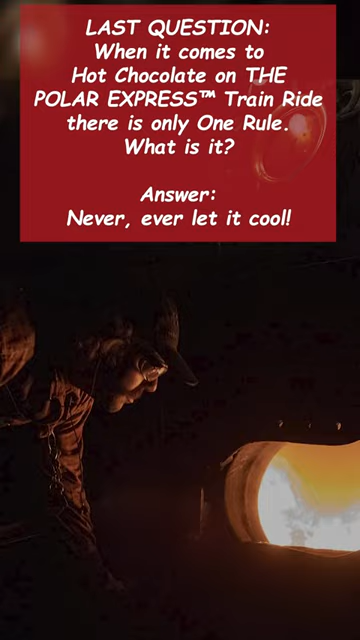 LAST QUESTION:
When it comes to
Hot Chocolate on THE
POLAR EXPRESS™ Train Ride
there is only One Rule.
What is it?
Answer:
Never, ever let it cool!